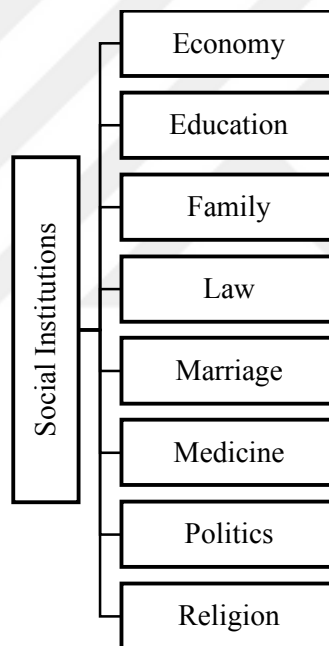 Social Institutions
Economy
Education
Family
Law
Marriage
Medicine
Politics
Religion